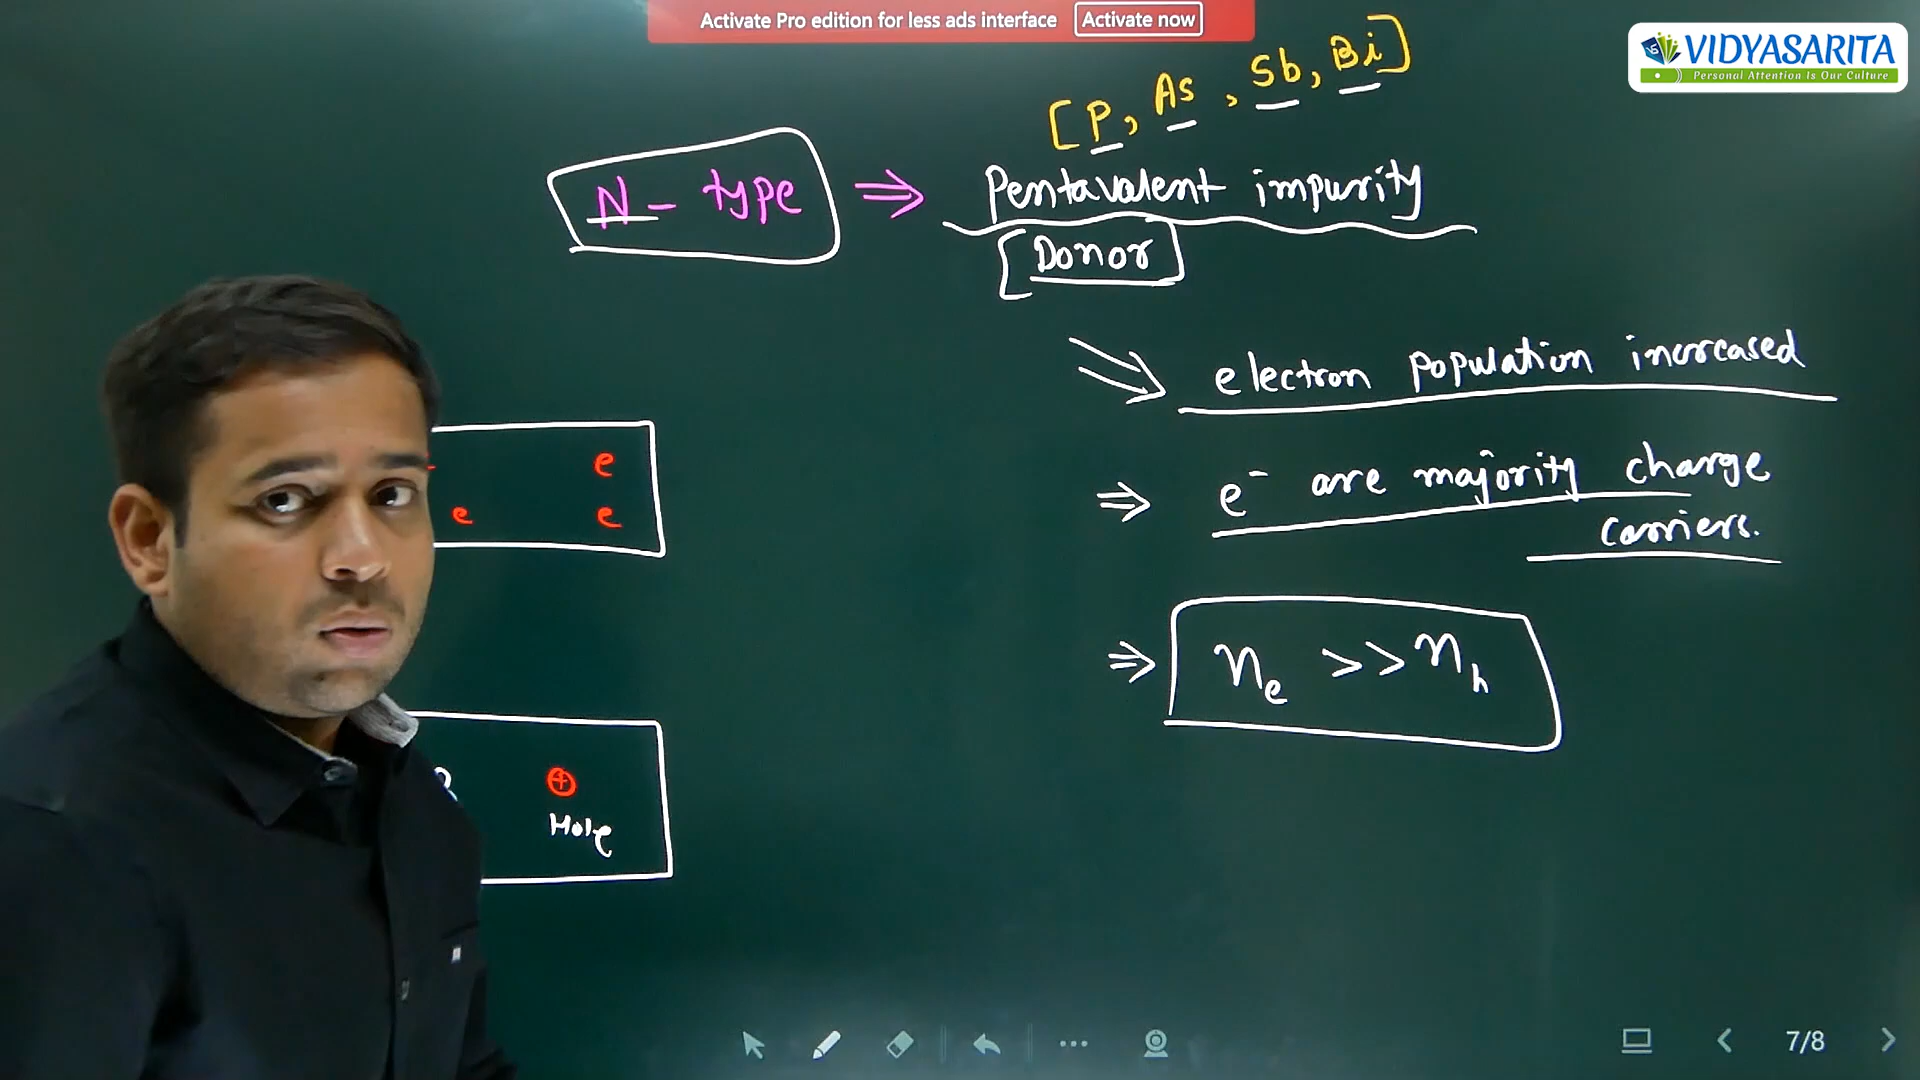 Activate Pro edition for less ads interface Activate now
VIDYASARITA
Personal Attention Is Our Culture
[P, As, Sb, Bi]
N - type ⇒ Pentavalent impurity
[Donor]
electron population increased
⇒ e⁻ are majority charge
carriers.
⇒ nₑ >> nₕ
e
e e
+
Hole
7/8